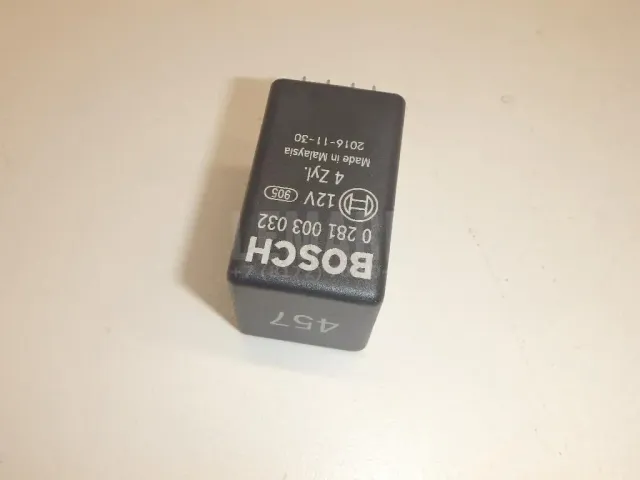 BOSCH
0 281 003 032
12V 905
4 Zyl.
Made in Malaysia
2016-11-30
457